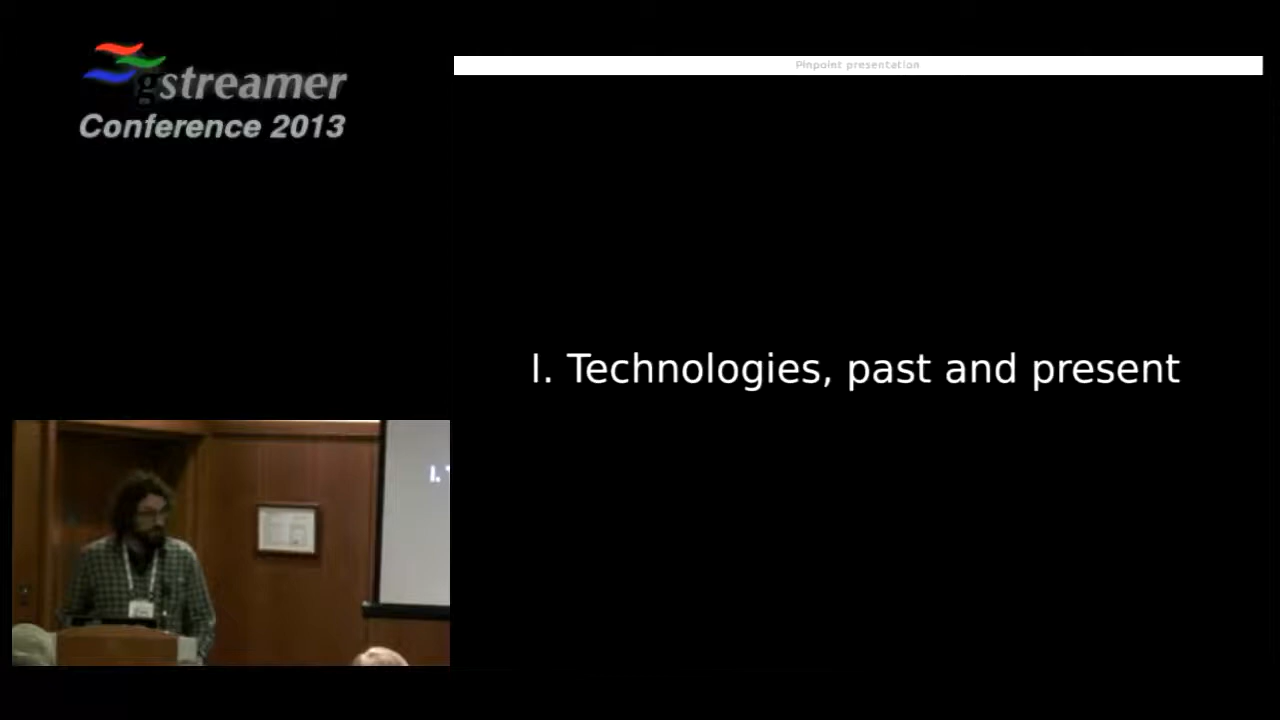 gstreamer
Conference 2013
Pinpoint presentation
I. Technologies, past and present
I.